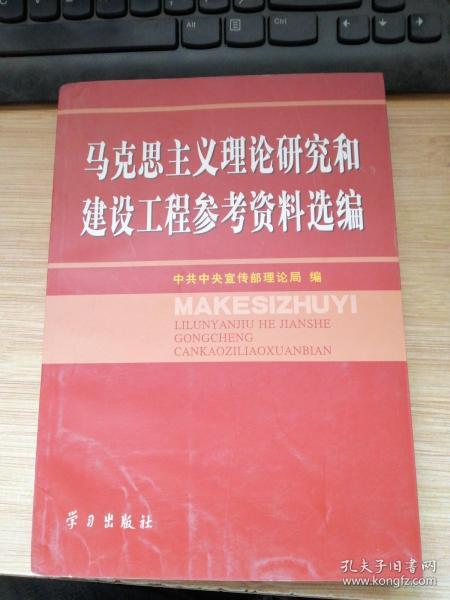 马克思主义理论研究和
建设工程参考资料选编
中共中央宣传部理论局 编
MAKESIZHUYI
LILUNYANJIU HE JIANSHE
GONGCHENG
CANKAOZILIAOXUANBIAN
学习出版社
孔夫子旧书网
www.kongfz.com